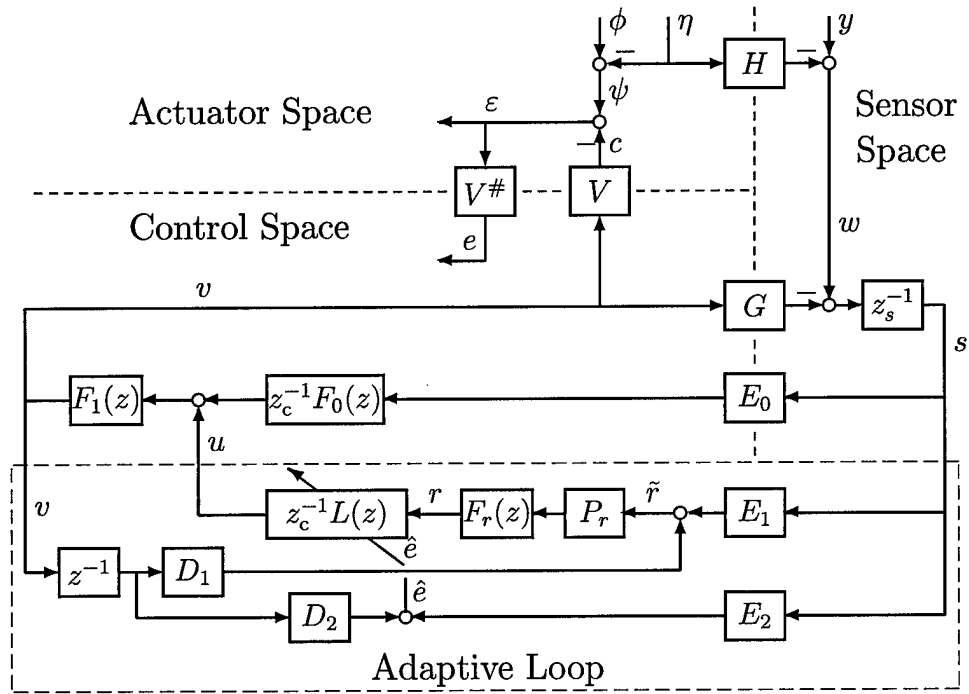 ϕ
η
y
H
−
−
ψ
Actuator Space
ε
Sensor
Space
−
c
V#
V
Control Space
e
w
v
G
−
z_s^{-1}
s
F_1(z)
z_c^{-1}F_0(z)
E_0
u
v
z_c^{-1}L(z)
r
F_r(z)
P_r
r̃
E_1
ê
z^{-1}
D_1
ê
D_2
E_2
Adaptive Loop